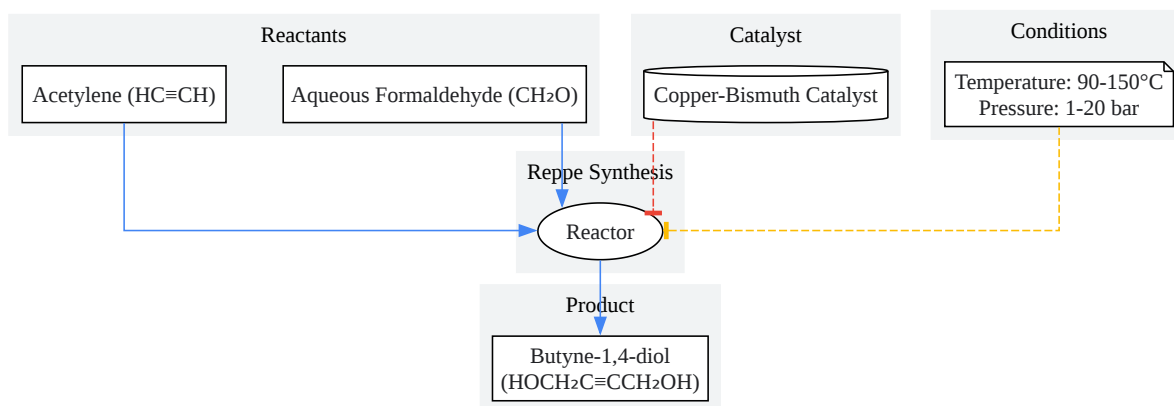 Reactants
Catalyst
Conditions
Acetylene (HC≡CH)
Aqueous Formaldehyde (CH₂O)
Copper-Bismuth Catalyst
Temperature: 90-150°C
Pressure: 1-20 bar
Reppe Synthesis
Reactor
Product
Butyne-1,4-diol
(HOCH₂C≡CCH₂OH)